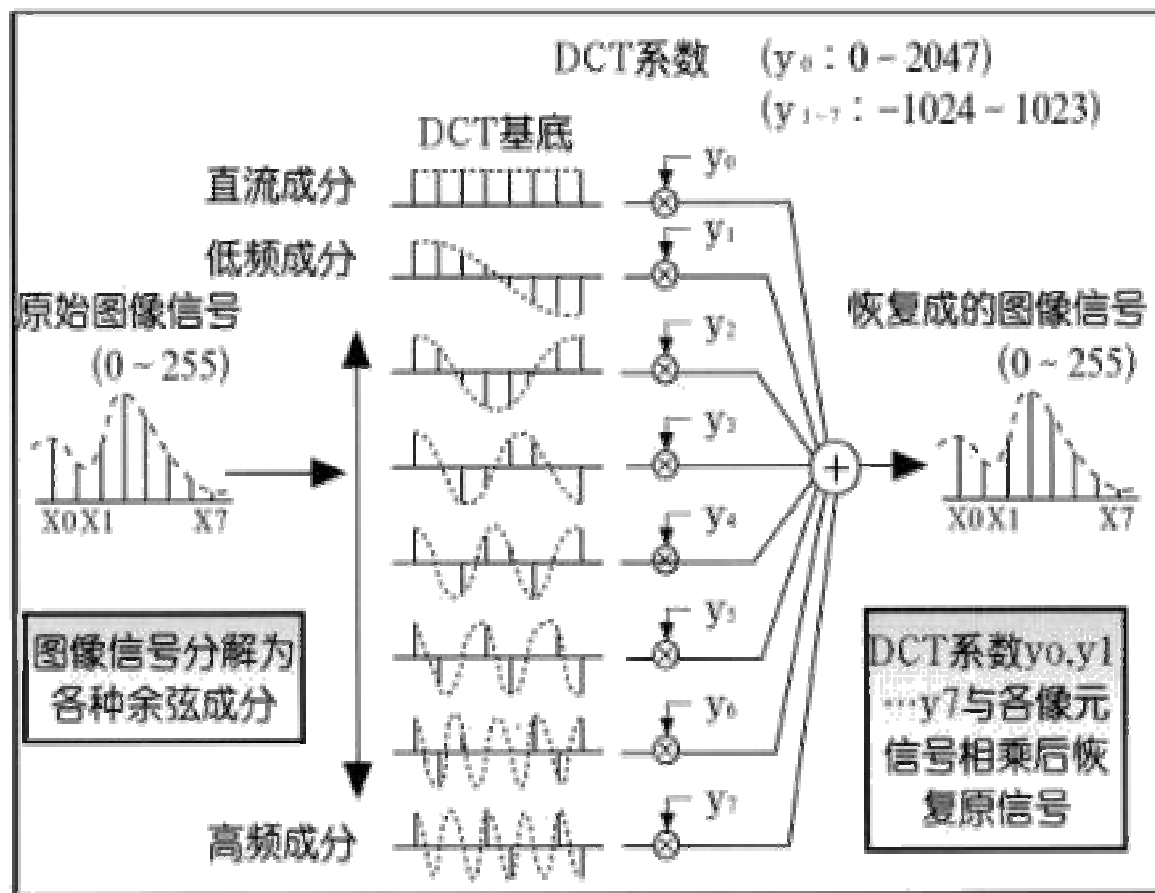 DCT系数 (y0：0～2047)
(y1~7：-1024～1023)
DCT基底
直流成分
y0
低频成分
y1
原始图像信号
(0～255)
X0 X1 X7
y2
y3
y4
y5
y6
高频成分
y7
恢复成的图像信号
(0～255)
X0 X1 X7
图像信号分解为
各种余弦成分
DCT系数yo,y1
…y7与各像元
信号相乘后恢
复原信号